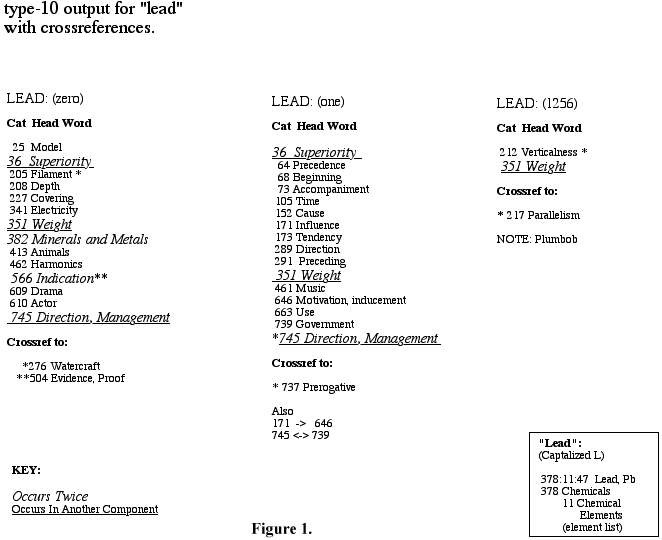 type-10 output for "lead"
with crossreferences.
LEAD: (zero)
Cat Head Word
25 Model
36 Superiority
205 Filament *
208 Depth
227 Covering
341 Electricity
351 Weight
382 Minerals and Metals
413 Animals
462 Harmonics
566 Indication**
609 Drama
610 Actor
745 Direction, Management
Crossref to:
*276 Watercraft
**504 Evidence, Proof
KEY:
Occurs Twice
Occurs In Another Component
LEAD: (one)
Cat Head Word
36 Superiority
64 Precedence
68 Beginning
73 Accompaniment
105 Time
152 Cause
171 Influence
173 Tendency
289 Direction
291 Preceding
351 Weight
461 Music
646 Motivation, inducement
663 Use
739 Government
*745 Direction, Management
Crossref to:
* 737 Prerogative
Also
171 -> 646
745 <-> 739
LEAD: (1256)
Cat Head Word
212 Verticalness *
351 Weight
Crossref to:
* 217 Parallelism
NOTE: Plumbob
"Lead":
(Captalized L)
378:11:47 Lead, Pb
378 Chemicals
11 Chemical
Elements
(element list)
Figure 1.